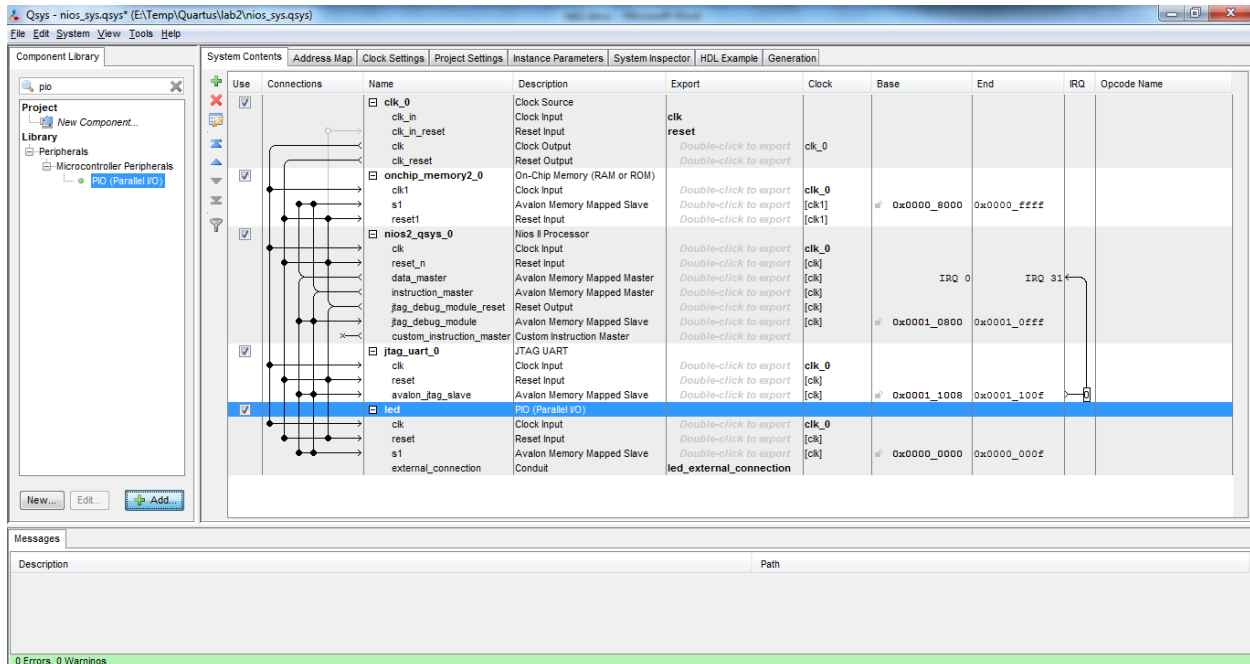 Qsys - nios_sys.qsys* (E:\Temp\Quartus\lab2\nios_sys.qsys)
File Edit System View Tools Help
Component Library
pio
Project
New Component...
Library
Peripherals
Microcontroller Peripherals
PIO (Parallel I/O)
New... Edit... Add...
System Contents Address Map Clock Settings Project Settings Instance Parameters System Inspector HDL Example Generation
Use Connections Name Description Export Clock Base End IRQ Opcode Name
clk_0 Clock Source
clk_in Clock Input clk
clk_in_reset Reset Input reset
clk Clock Output Double-click to export clk_0
clk_reset Reset Output Double-click to export
onchip_memory2_0 On-Chip Memory (RAM or ROM)
clk1 Clock Input Double-click to export clk_0
s1 Avalon Memory Mapped Slave Double-click to export [clk1] 0x0000_8000 0x0000_ffff
reset1 Reset Input Double-click to export [clk1]
nios2_qsys_0 Nios II Processor
clk Clock Input Double-click to export clk_0
reset_n Reset Input Double-click to export [clk]
data_master Avalon Memory Mapped Master Double-click to export [clk] IRQ 0 IRQ 31
instruction_master Avalon Memory Mapped Master Double-click to export [clk]
jtag_debug_module_reset Reset Output Double-click to export [clk]
jtag_debug_module Avalon Memory Mapped Slave Double-click to export [clk] 0x0001_0800 0x0001_0fff
custom_instruction_master Custom Instruction Master Double-click to export
jtag_uart_0 JTAG UART
clk Clock Input Double-click to export clk_0
reset Reset Input Double-click to export [clk]
avalon_jtag_slave Avalon Memory Mapped Slave Double-click to export [clk] 0x0001_1008 0x0001_100f 0
led PIO (Parallel I/O)
clk Clock Input Double-click to export clk_0
reset Reset Input Double-click to export [clk]
s1 Avalon Memory Mapped Slave Double-click to export [clk] 0x0000_0000 0x0000_000f
external_connection Conduit led_external_connection
Messages
Description Path
0 Errors, 0 Warnings